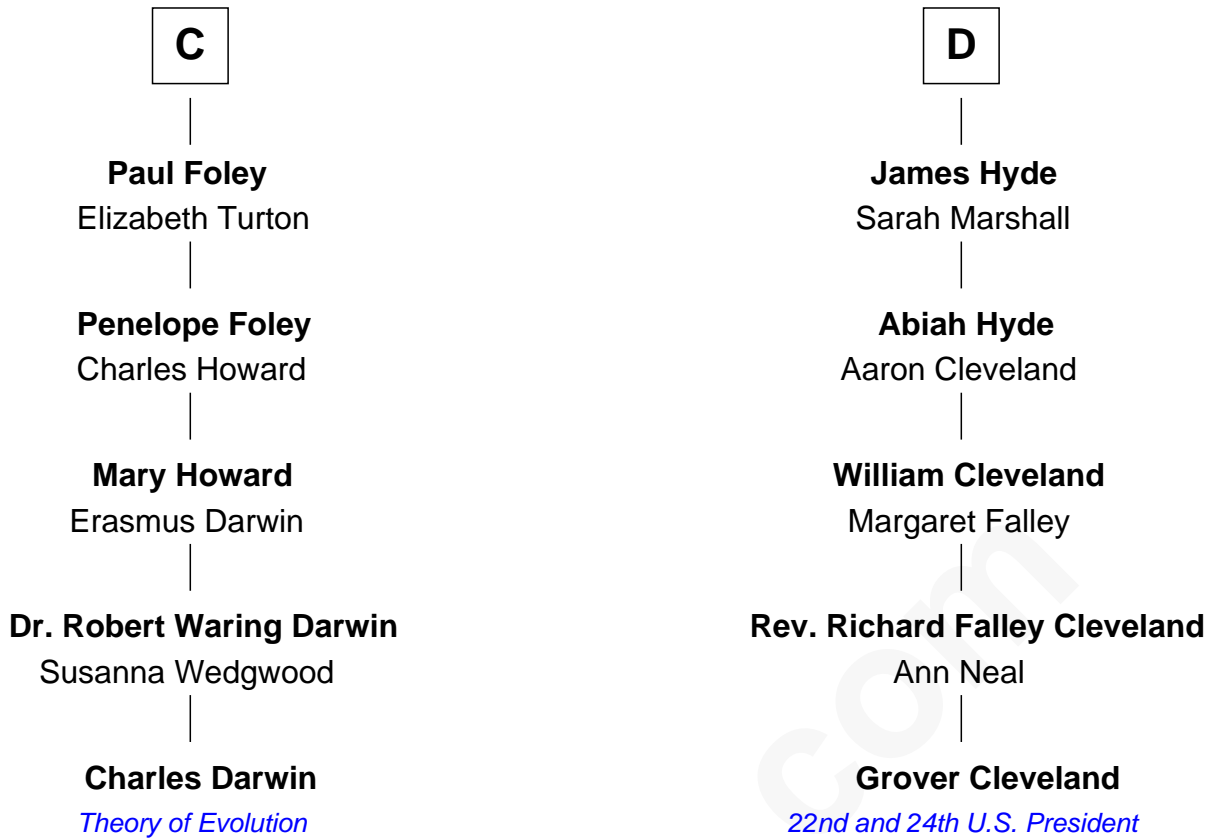 C
Paul Foley
Elizabeth Turton
Penelope Foley
Charles Howard
Mary Howard
Erasmus Darwin
Dr. Robert Waring Darwin
Susanna Wedgwood
Charles Darwin
Theory of Evolution
D
James Hyde
Sarah Marshall
Abiah Hyde
Aaron Cleveland
William Cleveland
Margaret Falley
Rev. Richard Falley Cleveland
Ann Neal
Grover Cleveland
22nd and 24th U.S. President
com